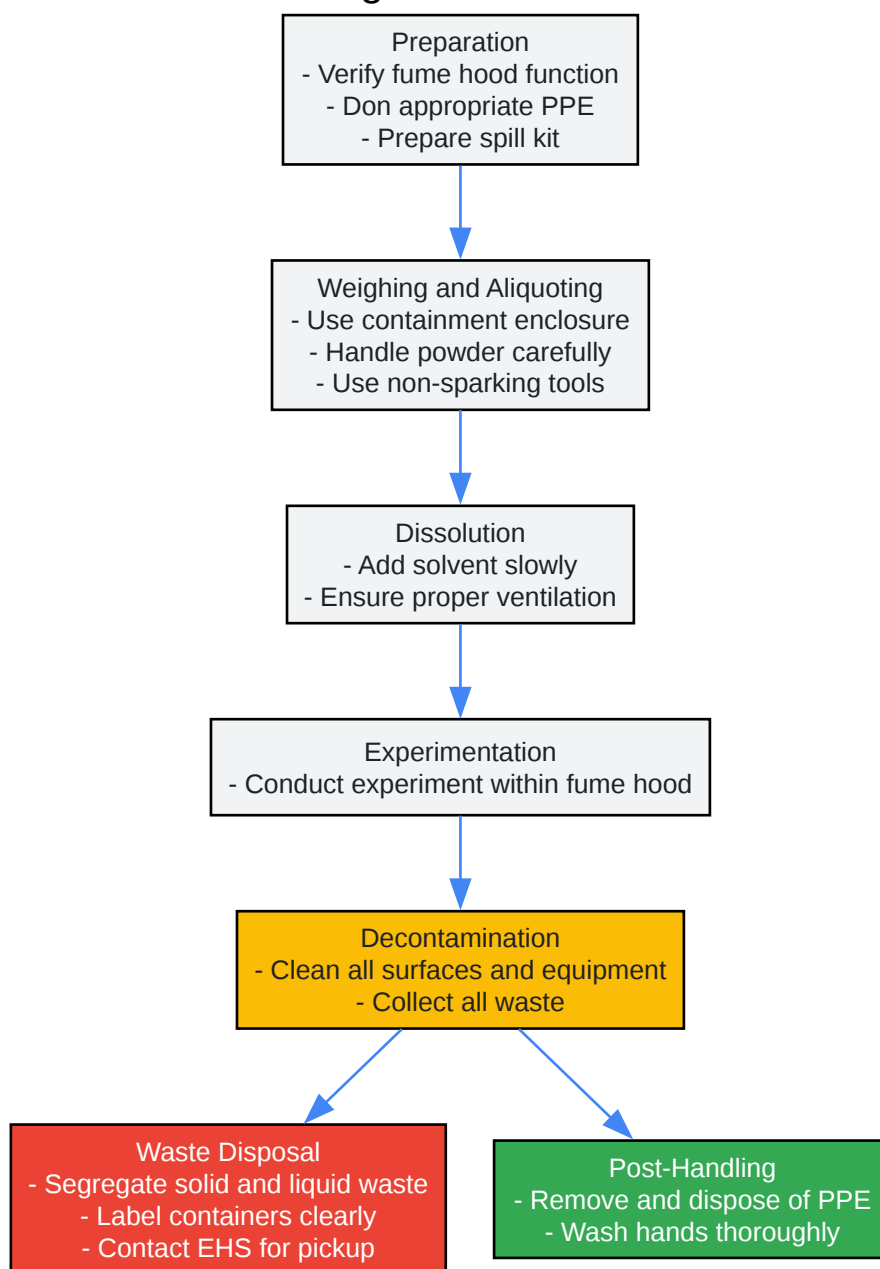 Preparation
- Verify fume hood function
- Don appropriate PPE
- Prepare spill kit
Weighing and Aliquoting
- Use containment enclosure
- Handle powder carefully
- Use non-sparking tools
Dissolution
- Add solvent slowly
- Ensure proper ventilation
Experimentation
- Conduct experiment within fume hood
Decontamination
- Clean all surfaces and equipment
- Collect all waste
Waste Disposal
- Segregate solid and liquid waste
- Label containers clearly
- Contact EHS for pickup
Post-Handling
- Remove and dispose of PPE
- Wash hands thoroughly